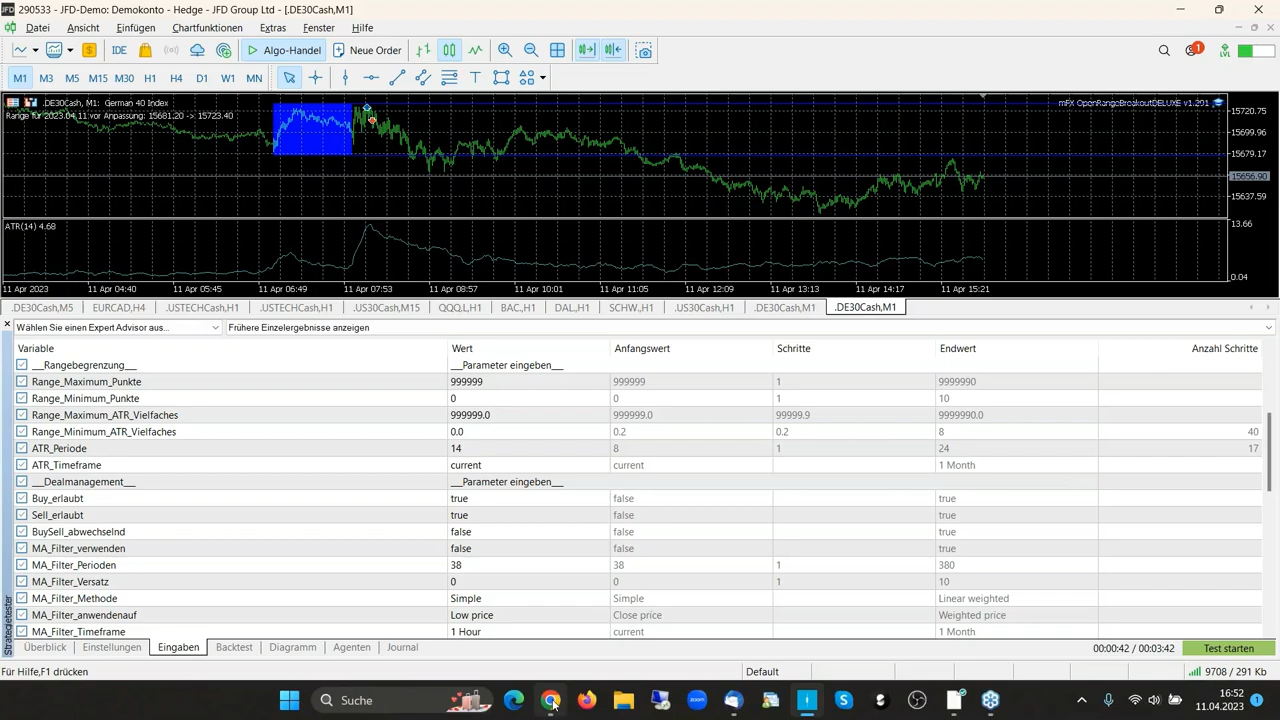 290533 - JFD-Demo: Demokonto - Hedge - JFD Group Ltd - [.DE30Cash,M1]
Datei Ansicht Einfügen Chartfunktionen Extras Fenster Hilfe
IDE Algo-Handel Neue Order 1 LVL
M1 M3 M5 M15 M30 H1 H4 D1 W1 MN T
.DE30Cash, M1: German 40 Index mFX OpenRangeBreakoutDELUXE v1.201
Range für 2023.04.11 vor Anpassung: 15681.20 -> 15723.40
15720.75
15699.96
15679.17
15656.90
15637.59
ATR(14) 4.68 13.66
0.04
11 Apr 2023 11 Apr 04:40 11 Apr 05:45 11 Apr 06:49 11 Apr 07:53 11 Apr 08:57 11 Apr 10:01 11 Apr 11:05 11 Apr 12:09 11 Apr 13:13 11 Apr 14:17 11 Apr 15:21
.DE30Cash,M5 EURCAD,H4 .USTECHCash,H1 .USTECHCash,H1 .US30Cash,M15 QQQ.L,H1 BAC.,H1 DAL.,H1 SCHW.,H1 .US30Cash,H1 .DE30Cash,H1 .DE30Cash,M1
Wählen Sie einen Expert Advisor aus... Frühere Einzelergebnisse anzeigen
Variable Wert Anfangswert Schritte Endwert Anzahl Schritte
__Rangebegrenzung__ __Parameter eingeben__
Range_Maximum_Punkte 999999 999999 1 9999990
Range_Minimum_Punkte 0 0 1 10
Range_Maximum_ATR_Vielfaches 999999.0 999999.0 99999.9 9999990.0
Range_Minimum_ATR_Vielfaches 0.0 0.2 0.2 8 40
ATR_Periode 14 8 1 24 17
ATR_Timeframe current current 1 Month
__Dealmanagement__ __Parameter eingeben__
Buy_erlaubt true false true
Sell_erlaubt true false true
BuySell_abwechselnd false false true
MA_Filter_verwenden false false true
MA_Filter_Perioden 38 38 1 380
MA_Filter_Versatz 0 0 1 10
MA_Filter_Methode Simple Simple Linear weighted
MA_Filter_anwendenauf Low price Close price Weighted price
MA_Filter_Timeframe 1 Hour current 1 Month
Strategietester
Überblick Einstellungen Eingaben Backtest Diagramm Agenten Journal 00:00:42 / 00:03:42 Test starten
Für Hilfe,F1 drücken Default 9708 / 291 Kb
Suche zoom 16:52
11.04.2023